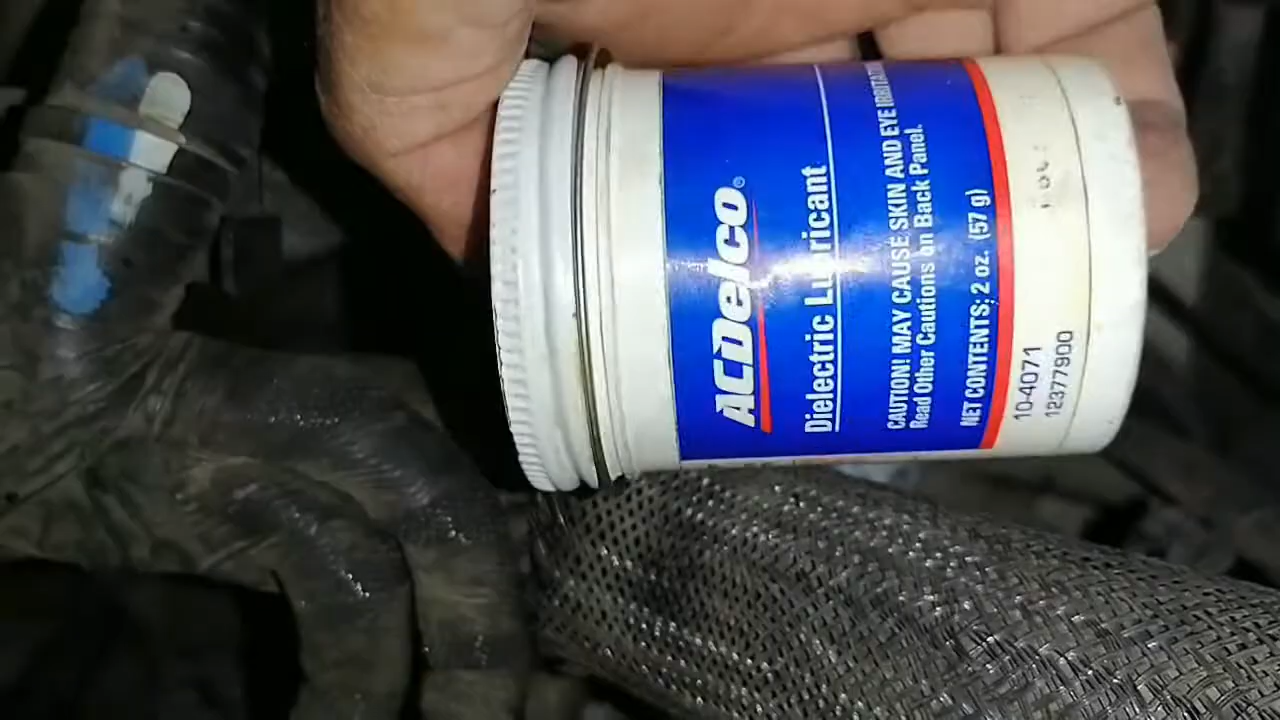 ACDelco®
Dielectric Lubricant
CAUTION! MAY CAUSE SKIN AND EYE
Read Other Cautions on Back Panel.
NET CONTENTS: 2 oz. (57 g)
10-4071
12377900